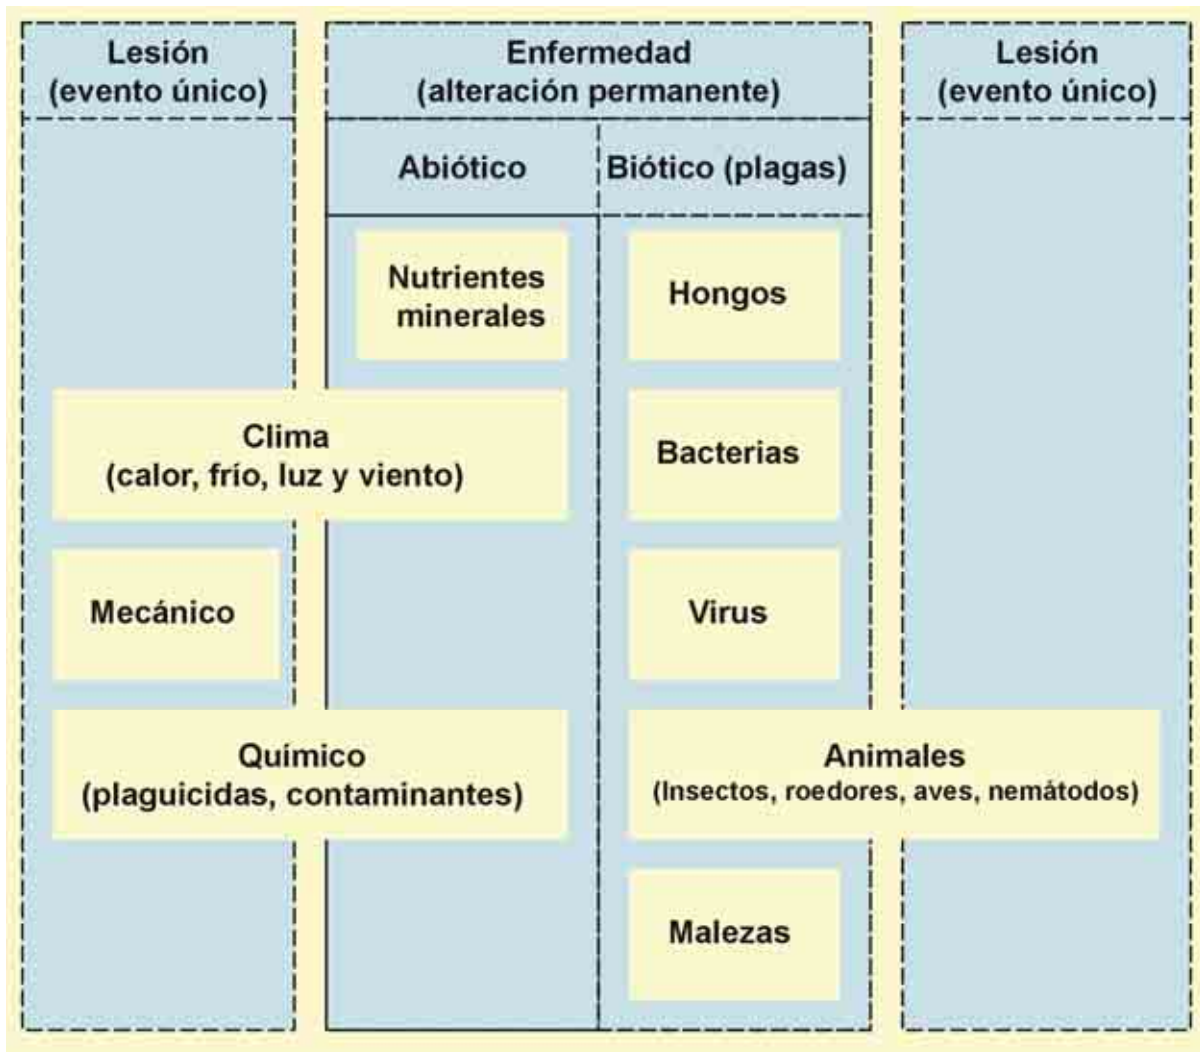 Lesión
(evento único)
Enfermedad
(alteración permanente)
Lesión
(evento único)
Abiótico
Biótico (plagas)
Nutrientes
minerales
Hongos
Clima
(calor, frío, luz y viento)
Bacterias
Mecánico
Virus
Químico
(plaguicidas, contaminantes)
Animales
(Insectos, roedores, aves, nemátodos)
Malezas